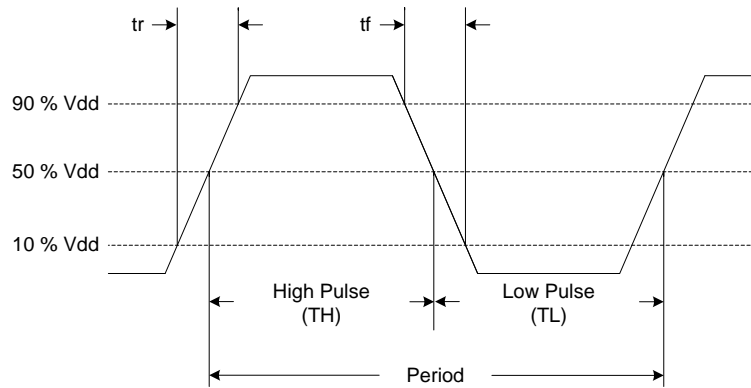 tr
tf
90 % Vdd
50 % Vdd
10 % Vdd
High Pulse
(TH)
Low Pulse
(TL)
Period